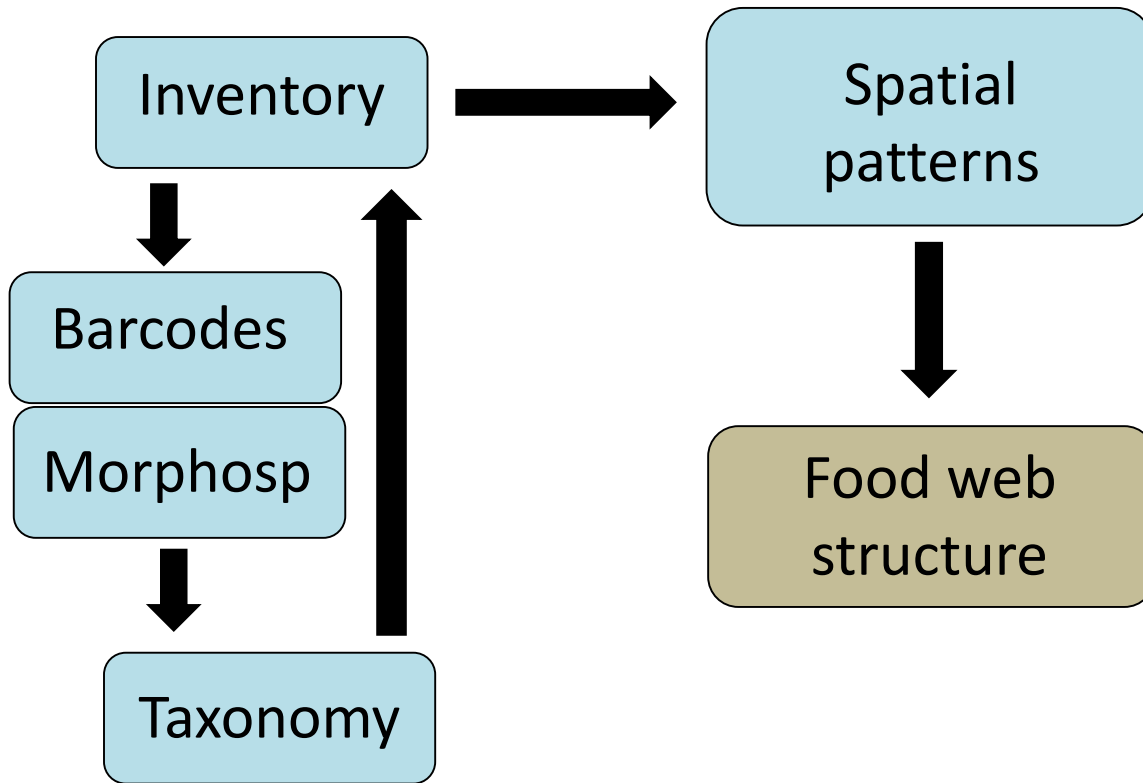 Inventory
Spatial
patterns
Barcodes
Morphosp
Food web
structure
Taxonomy